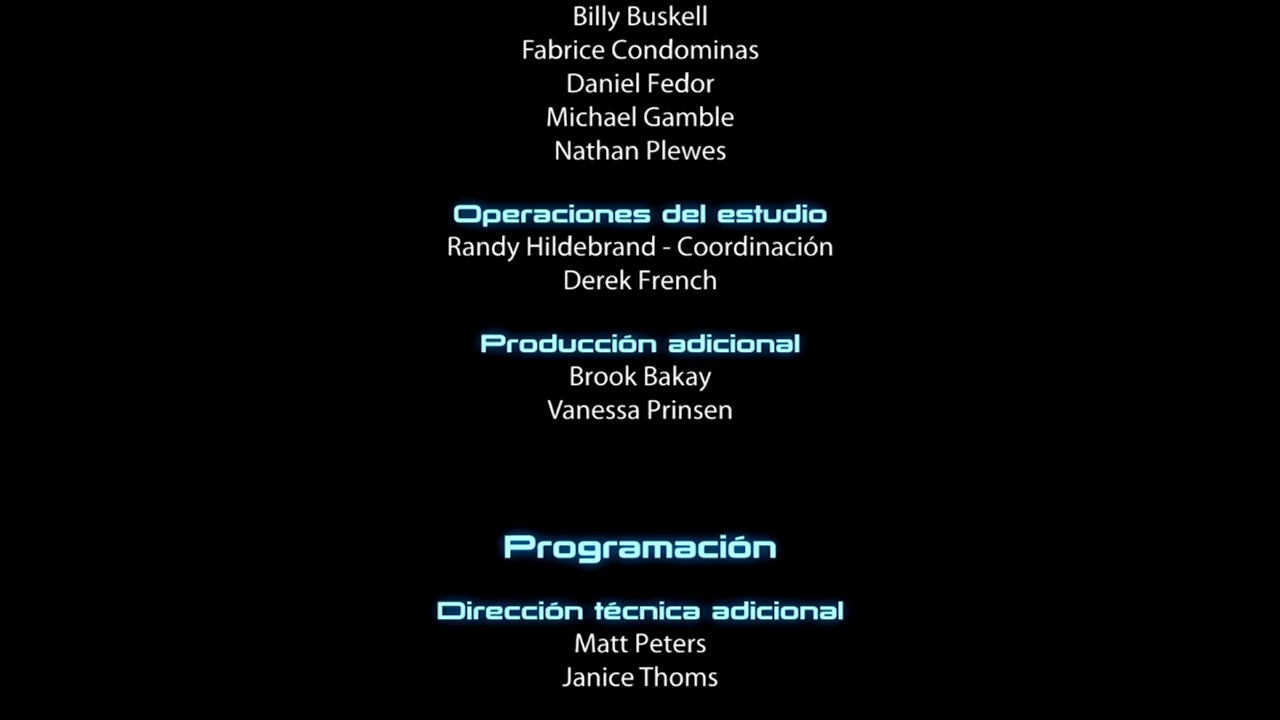 Billy Buskell
Fabrice Condominas
Daniel Fedor
Michael Gamble
Nathan Plewes
Operaciones del estudio
Randy Hildebrand - Coordinación
Derek French
Producción adicional
Brook Bakay
Vanessa Prinsen
Programación
Dirección técnica adicional
Matt Peters
Janice Thoms